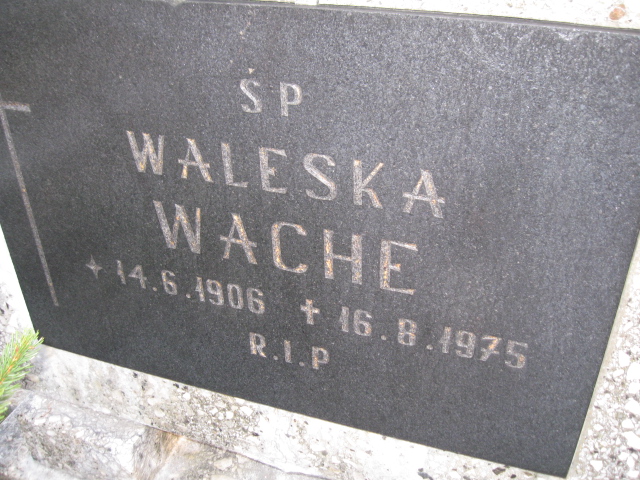 ŚP
WALESKA
WACHE
+ 14.6.1906 ✝ 16.8.1975
R.I.P